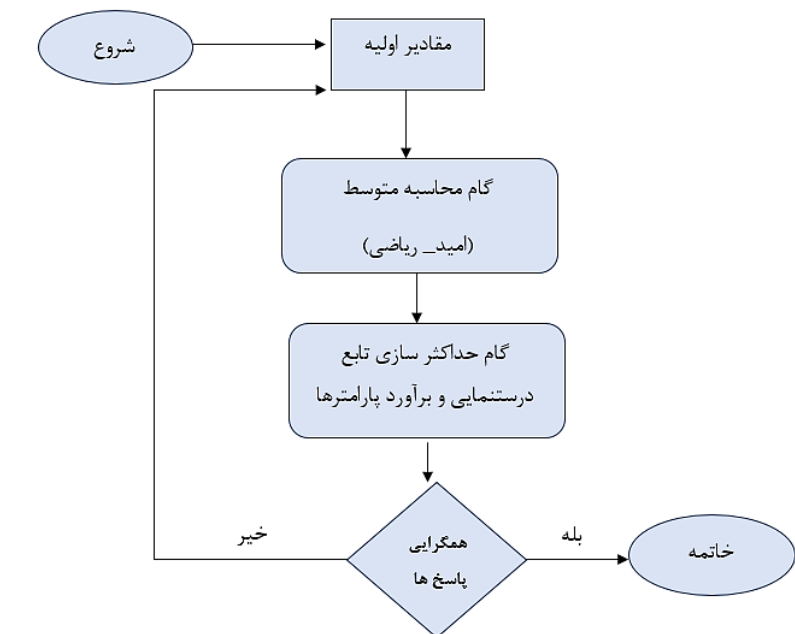 شروع
مقادیر اولیه
گام محاسبه متوسط
(امید_ ریاضی)
گام حداکثر سازی تابع
درستنمایی و برآورد پارامترها
همگرایی
پاسخ ها
خیر
بله
خاتمه